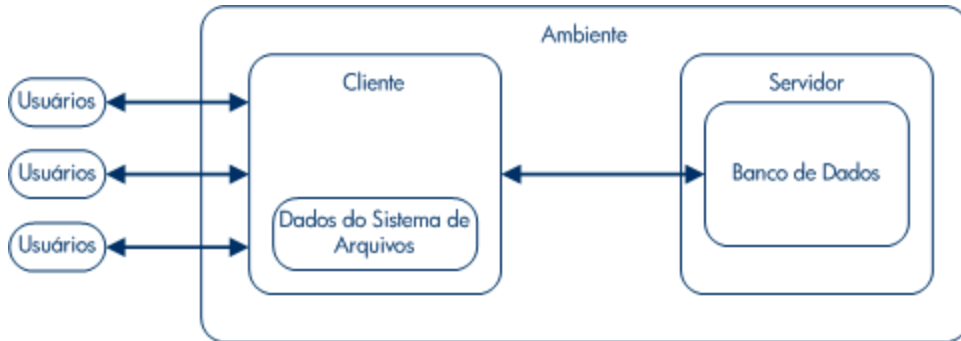 Ambiente
Cliente
Servidor
Usuários
Usuários
Usuários
Dados do Sistema de
Arquivos
Banco de Dados